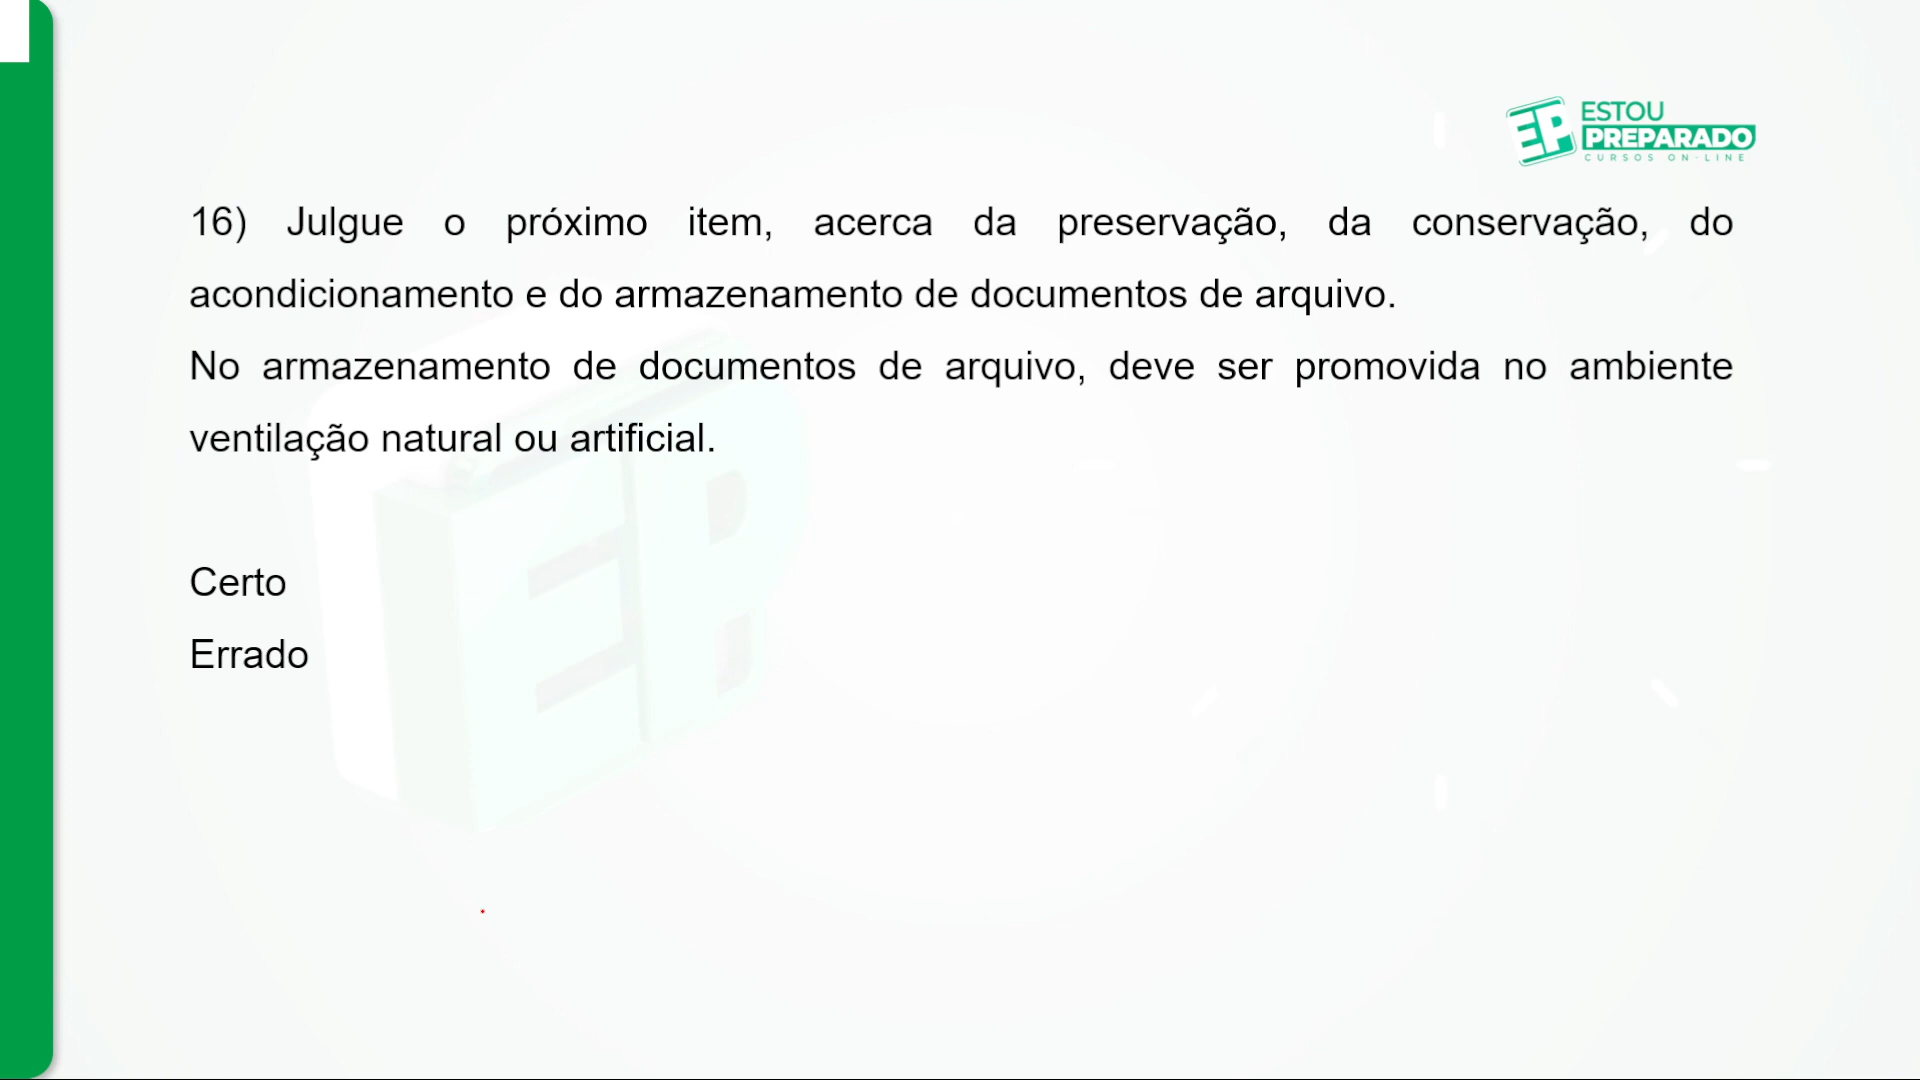 ESTOU
EP PREPARADO
CURSOS ON-LINE
16) Julgue o próximo item, acerca da preservação, da conservação, do
acondicionamento e do armazenamento de documentos de arquivo.
No armazenamento de documentos de arquivo, deve ser promovida no ambiente
ventilação natural ou artificial.
Certo
Errado
EP